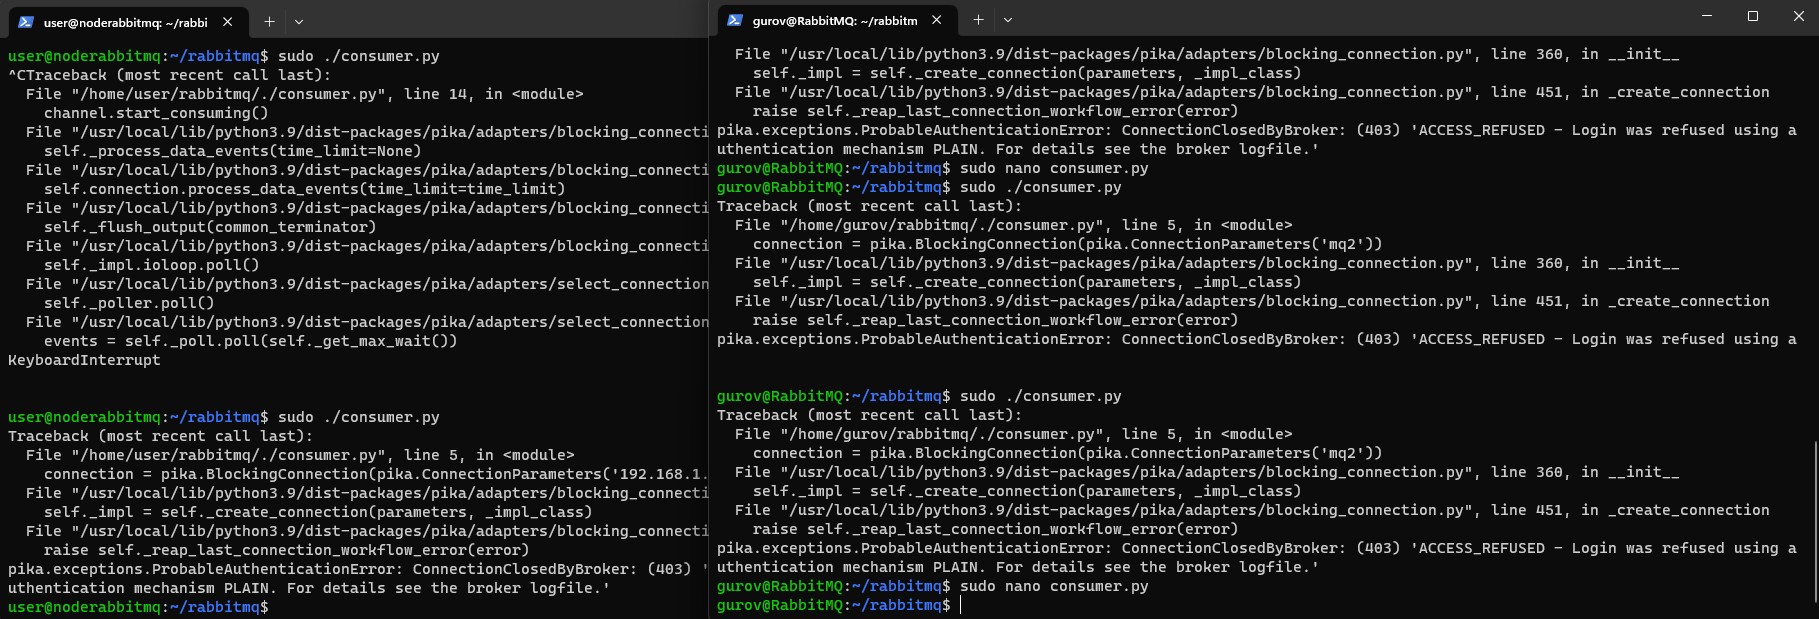 user@noderabbitmq: ~/rabbi
user@noderabbitmq:~/rabbitmq$ sudo ./consumer.py
^CTraceback (most recent call last):
  File "/home/user/rabbitmq/./consumer.py", line 14, in <module>
    channel.start_consuming()
  File "/usr/local/lib/python3.9/dist-packages/pika/adapters/blocking_connecti
    self._process_data_events(time_limit=None)
  File "/usr/local/lib/python3.9/dist-packages/pika/adapters/blocking_connecti
    self.connection.process_data_events(time_limit=time_limit)
  File "/usr/local/lib/python3.9/dist-packages/pika/adapters/blocking_connecti
    self._flush_output(common_terminator)
  File "/usr/local/lib/python3.9/dist-packages/pika/adapters/blocking_connecti
    self._impl.ioloop.poll()
  File "/usr/local/lib/python3.9/dist-packages/pika/adapters/select_connection
    self._poller.poll()
  File "/usr/local/lib/python3.9/dist-packages/pika/adapters/select_connection
    events = self._poll.poll(self._get_max_wait())
KeyboardInterrupt
user@noderabbitmq:~/rabbitmq$ sudo ./consumer.py
Traceback (most recent call last):
  File "/home/user/rabbitmq/./consumer.py", line 5, in <module>
    connection = pika.BlockingConnection(pika.ConnectionParameters('192.168.1.
  File "/usr/local/lib/python3.9/dist-packages/pika/adapters/blocking_connecti
    self._impl = self._create_connection(parameters, _impl_class)
  File "/usr/local/lib/python3.9/dist-packages/pika/adapters/blocking_connecti
    raise self._reap_last_connection_workflow_error(error)
pika.exceptions.ProbableAuthenticationError: ConnectionClosedByBroker: (403) '
uthentication mechanism PLAIN. For details see the broker logfile.'
user@noderabbitmq:~/rabbitmq$
gurov@RabbitMQ: ~/rabbitm
  File "/usr/local/lib/python3.9/dist-packages/pika/adapters/blocking_connection.py", line 360, in __init__
    self._impl = self._create_connection(parameters, _impl_class)
  File "/usr/local/lib/python3.9/dist-packages/pika/adapters/blocking_connection.py", line 451, in _create_connection
    raise self._reap_last_connection_workflow_error(error)
pika.exceptions.ProbableAuthenticationError: ConnectionClosedByBroker: (403) 'ACCESS_REFUSED - Login was refused using a
uthentication mechanism PLAIN. For details see the broker logfile.'
gurov@RabbitMQ:~/rabbitmq$ sudo nano consumer.py
gurov@RabbitMQ:~/rabbitmq$ sudo ./consumer.py
Traceback (most recent call last):
  File "/home/gurov/rabbitmq/./consumer.py", line 5, in <module>
    connection = pika.BlockingConnection(pika.ConnectionParameters('mq2'))
  File "/usr/local/lib/python3.9/dist-packages/pika/adapters/blocking_connection.py", line 360, in __init__
    self._impl = self._create_connection(parameters, _impl_class)
  File "/usr/local/lib/python3.9/dist-packages/pika/adapters/blocking_connection.py", line 451, in _create_connection
    raise self._reap_last_connection_workflow_error(error)
pika.exceptions.ProbableAuthenticationError: ConnectionClosedByBroker: (403) 'ACCESS_REFUSED - Login was refused using a
gurov@RabbitMQ:~/rabbitmq$ sudo ./consumer.py
Traceback (most recent call last):
  File "/home/gurov/rabbitmq/./consumer.py", line 5, in <module>
    connection = pika.BlockingConnection(pika.ConnectionParameters('mq2'))
  File "/usr/local/lib/python3.9/dist-packages/pika/adapters/blocking_connection.py", line 360, in __init__
    self._impl = self._create_connection(parameters, _impl_class)
  File "/usr/local/lib/python3.9/dist-packages/pika/adapters/blocking_connection.py", line 451, in _create_connection
    raise self._reap_last_connection_workflow_error(error)
pika.exceptions.ProbableAuthenticationError: ConnectionClosedByBroker: (403) 'ACCESS_REFUSED - Login was refused using a
uthentication mechanism PLAIN. For details see the broker logfile.'
gurov@RabbitMQ:~/rabbitmq$ sudo nano consumer.py
gurov@RabbitMQ:~/rabbitmq$